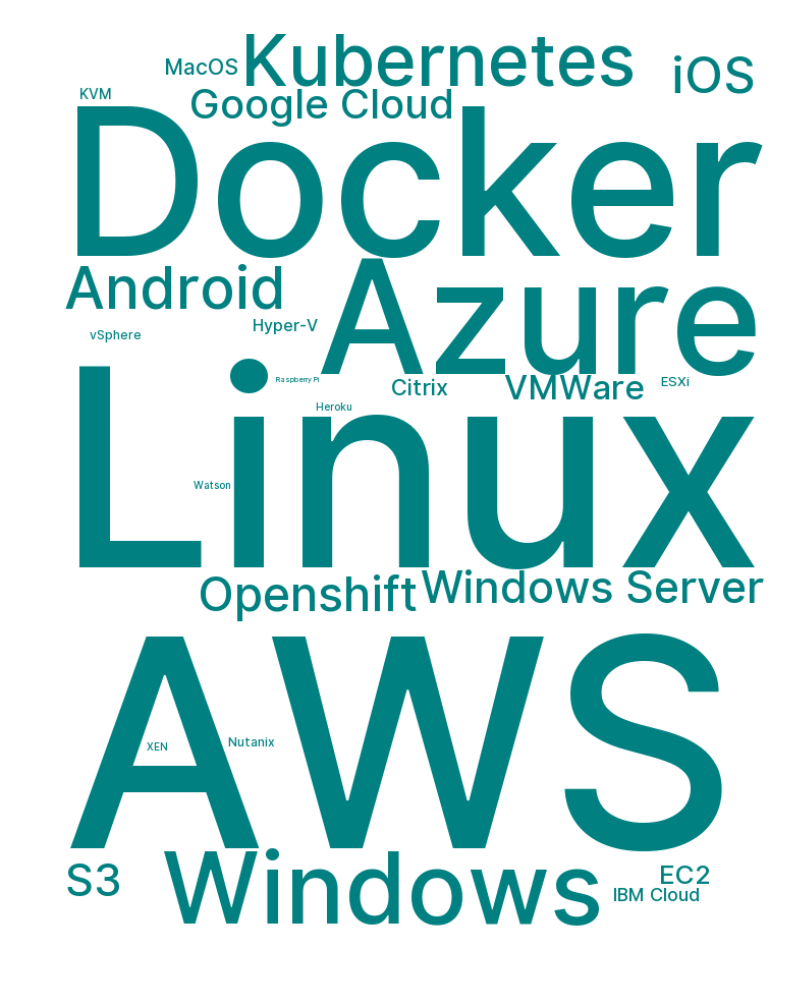 Kubernetes
MacOS
iOS
KVM
Google Cloud
Docker
Android
Azure
Hyper-V
vSphere
Raspberry Pi
Citrix
VMWare
ESXi
Heroku
Linux
Watson
Openshift
Windows Server
AWS
XEN
Nutanix
S3
Windows
EC2
IBM Cloud